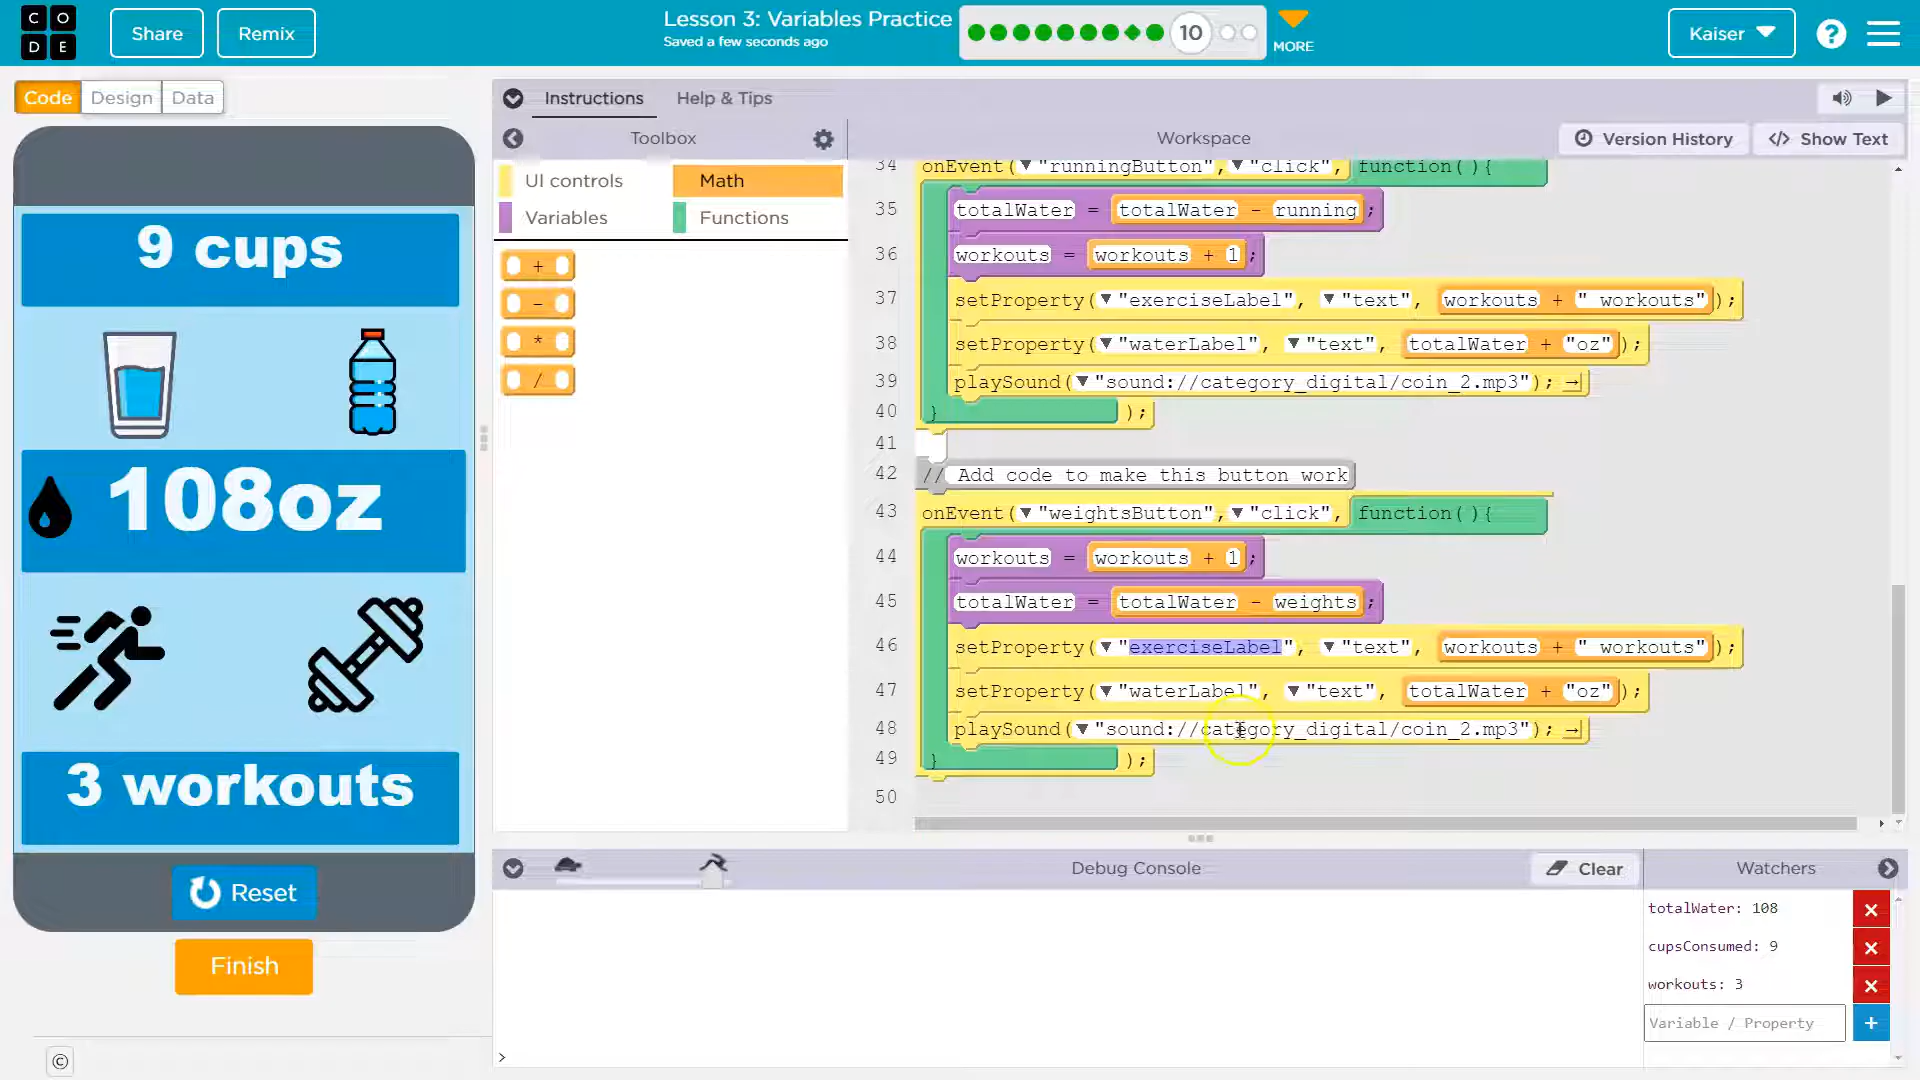 CO
DE
Share
Remix
Lesson 3: Variables Practice
Saved a few seconds ago
10
MORE
Kaiser
?
Code
Design
Data
Instructions
Help & Tips
Toolbox
Workspace
Version History
</> Show Text
UI controls
Math
Variables
Functions
+
-
*
/
34 onEvent("runningButton", "click", function( ){
35 totalWater = totalWater - running;
36 workouts = workouts + 1;
37 setProperty("exerciseLabel", "text", workouts + " workouts");
38 setProperty("waterLabel", "text", totalWater + "oz");
39 playSound("sound://category_digital/coin_2.mp3");
40 } );
41
42 // Add code to make this button work
43 onEvent("weightsButton", "click", function( ){
44 workouts = workouts + 1;
45 totalWater = totalWater - weights;
46 setProperty("exerciseLabel", "text", workouts + " workouts");
47 setProperty("waterLabel", "text", totalWater + "oz");
48 playSound("sound://category_digital/coin_2.mp3");
49 } );
50
9 cups
108oz
3 workouts
Reset
Finish
©
Debug Console
Clear
Watchers
totalWater: 108
cupsConsumed: 9
workouts: 3
Variable / Property
>